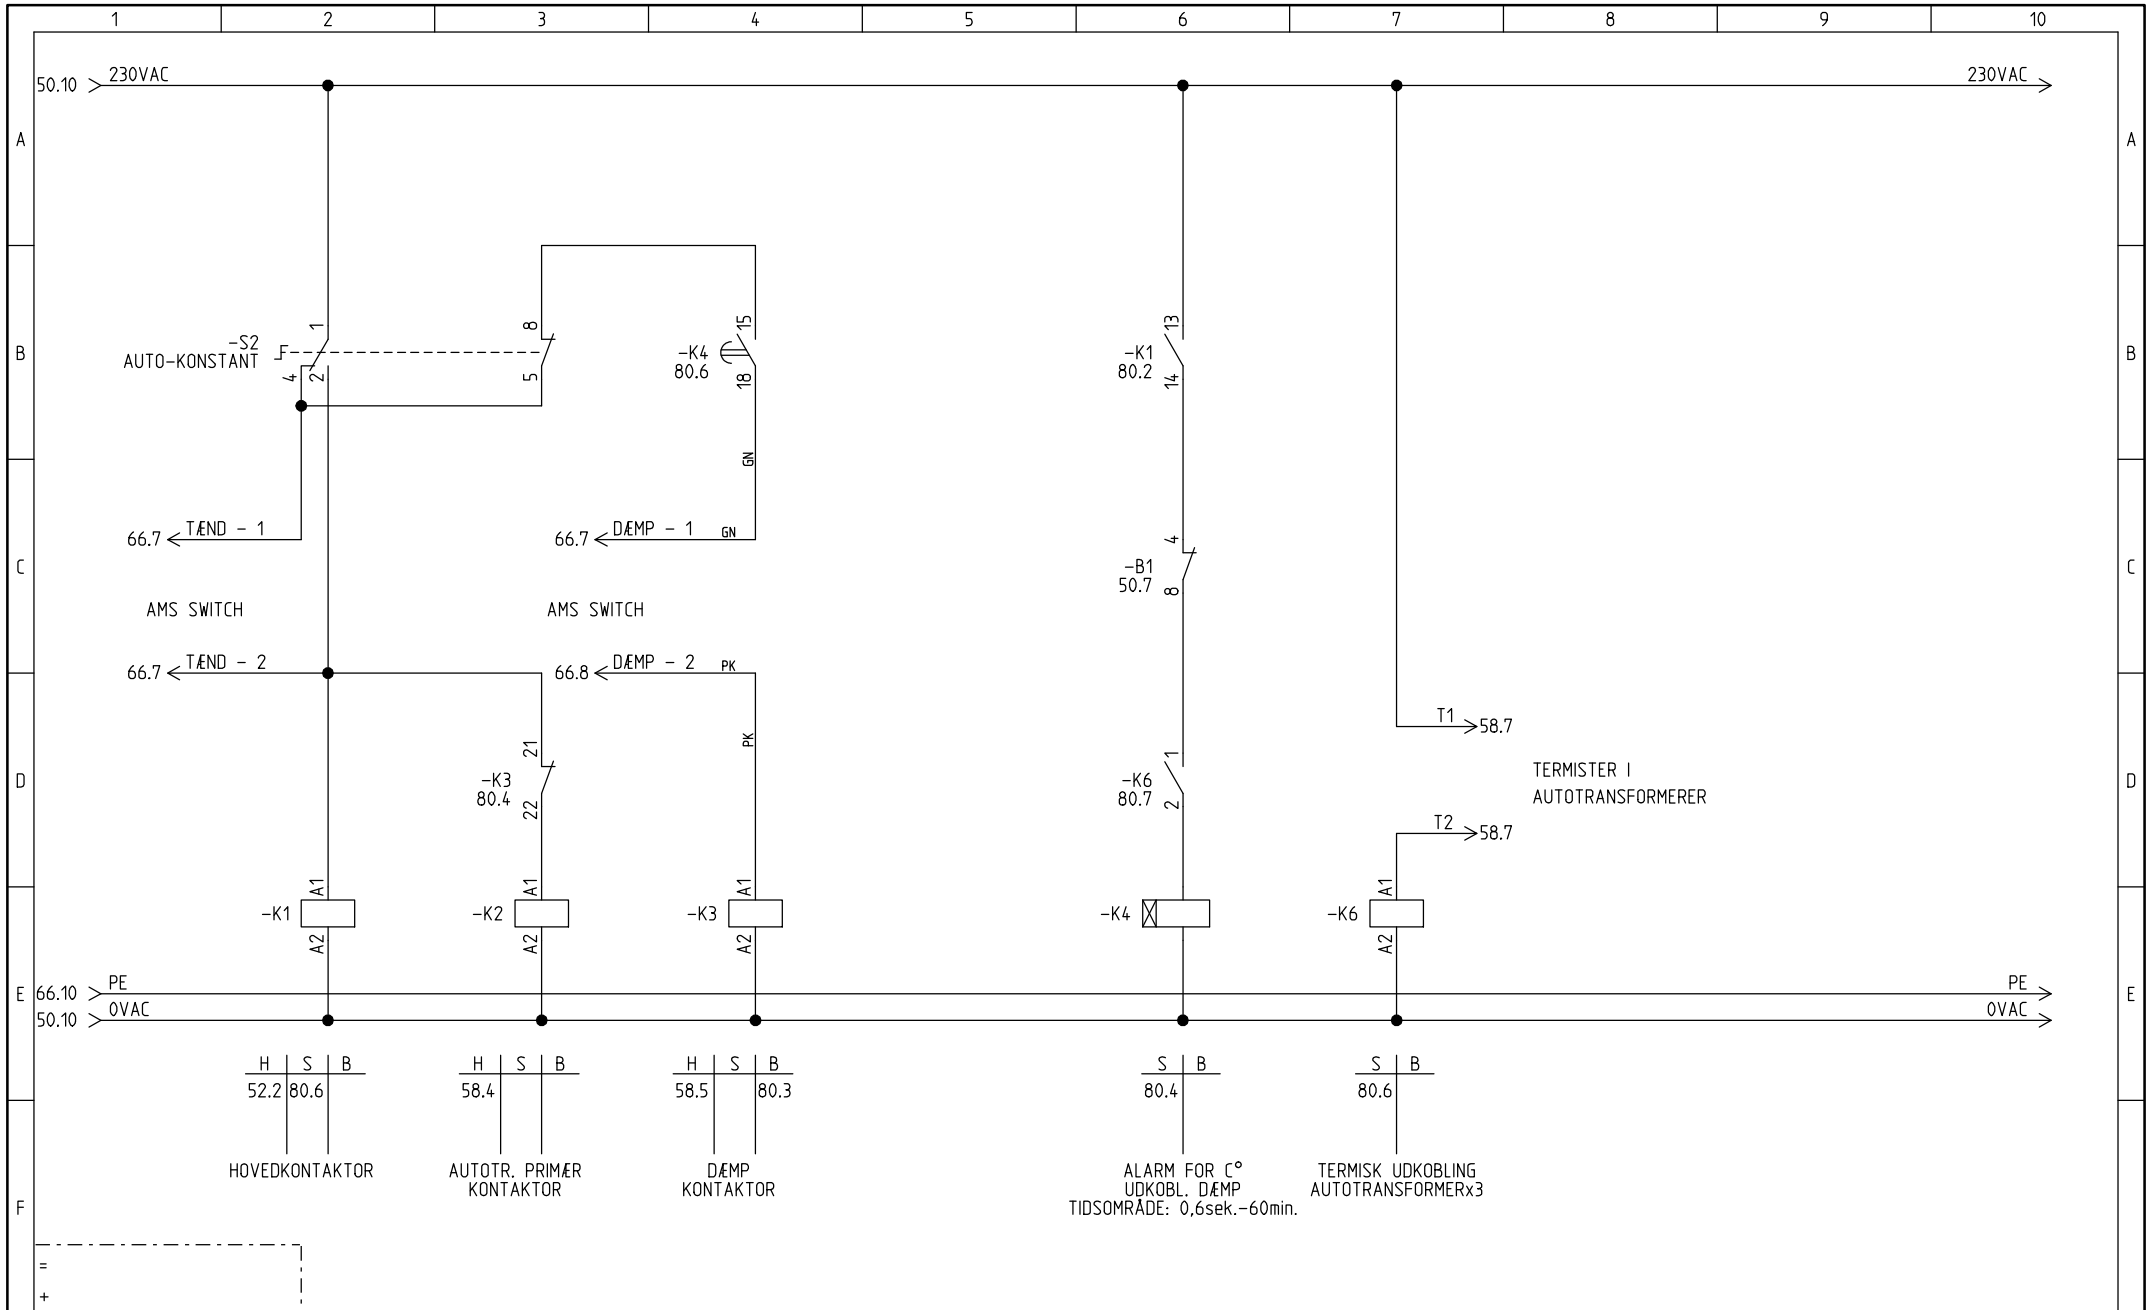 1 2 3 4 5 6 7 8 9 10
50.10 230VAC 230VAC
A A
-S2
AUTO-KONSTANT
1
4 2
8
5
-K4
80.6
15
18
-K1
80.2
13
14
B B
GN
66.7 TÆND - 1
66.7 DÆMP - 1 GN
-B1
50.7
4
8
C C
AMS SWITCH AMS SWITCH
66.7 TÆND - 2
66.8 DÆMP - 2 PK
PK
T1 58.7
-K3
80.4
21
22
-K6
80.7
1
2
TERMISTER I
AUTOTRANSFORMERER
D D
T2 58.7
A1 A1 A1 A1
-K1 -K2 -K3 -K4 -K6
A2 A2 A2 A2
E 66.10 PE PE E
50.10 0VAC 0VAC
H S B H S B H S B S B S B
52.2 80.6 58.4 58.5 80.3 80.4 80.6
HOVEDKONTAKTOR
AUTOTR. PRIMÆR
KONTAKTOR
DÆMP
KONTAKTOR
ALARM FOR C°
UDKOBL. DÆMP
TIDSOMRÅDE: 0,6sek.-60min.
TERMISK UDKOBLING
AUTOTRANSFORMERx3
F F
=
+